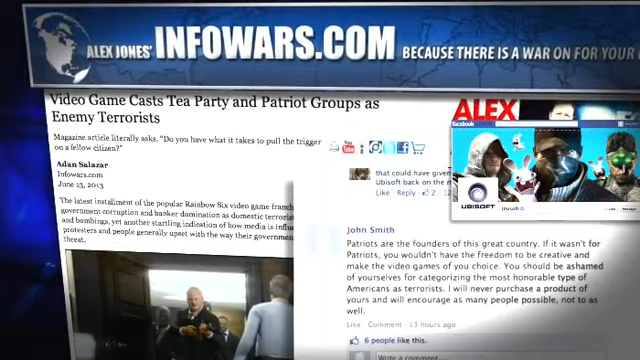 ALEX JONES' INFOWARS.COM BECAUSE THERE IS A WAR ON FOR YOUR
Video Game Casts Tea Party and Patriot Groups as
Enemy Terrorists
Magazine article literally asks, "Do you have what it takes to pull the trigger
on a fellow citizen?"
Adan Salazar
Infowars.com
June 13, 2013
The latest installment of the popular Rainbow Six video game franch
government corruption and banker domination as domestic terroris
and bombings, yet another startling indication of how media is influe
protesters and people generally upset with the way their governme
threat.
ALEX
facebook
UBISOFT
Ubisoft
that could have given
Ubisoft back on the
Like · Reply · 2
John Smith
Patriots are the founders of this great country. If it wasn't for
Patriots, you wouldn't have the freedom to be creative and
make the video games of you choice. You should be ashamed
of yourselves for categorizing the most honorable type of
Americans as terrorists. I will never purchase a product of
yours and will encourage as many people possible, not to as
well.
Like · Comment · 13 hours ago
6 people like this.
Write a comment...